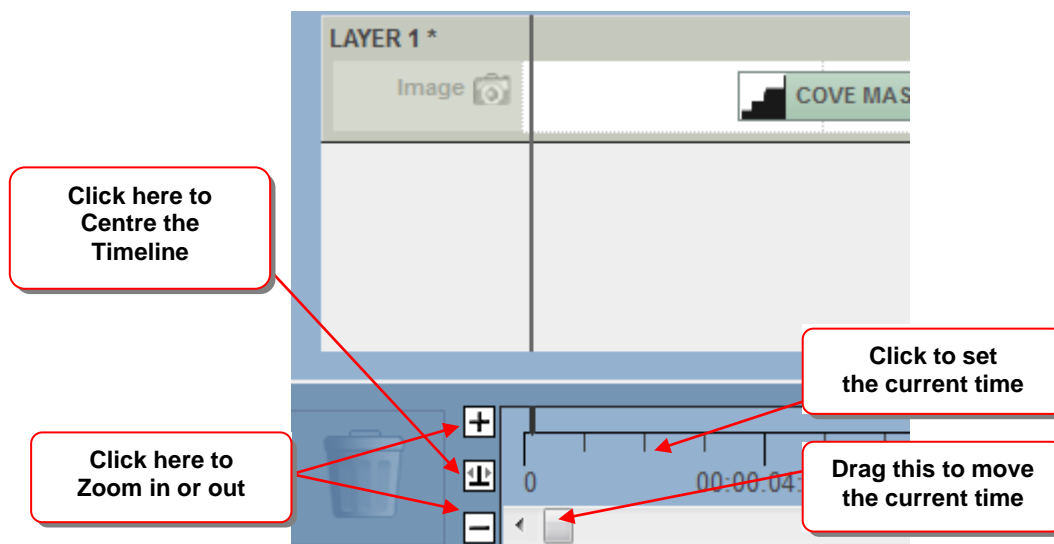 LAYER 1 *
Image
COVE MAS
Click here to
Centre the
Timeline
Click to set
the current time
Click here to
Zoom in or out
0
00:00.04:
Drag this to move
the current time